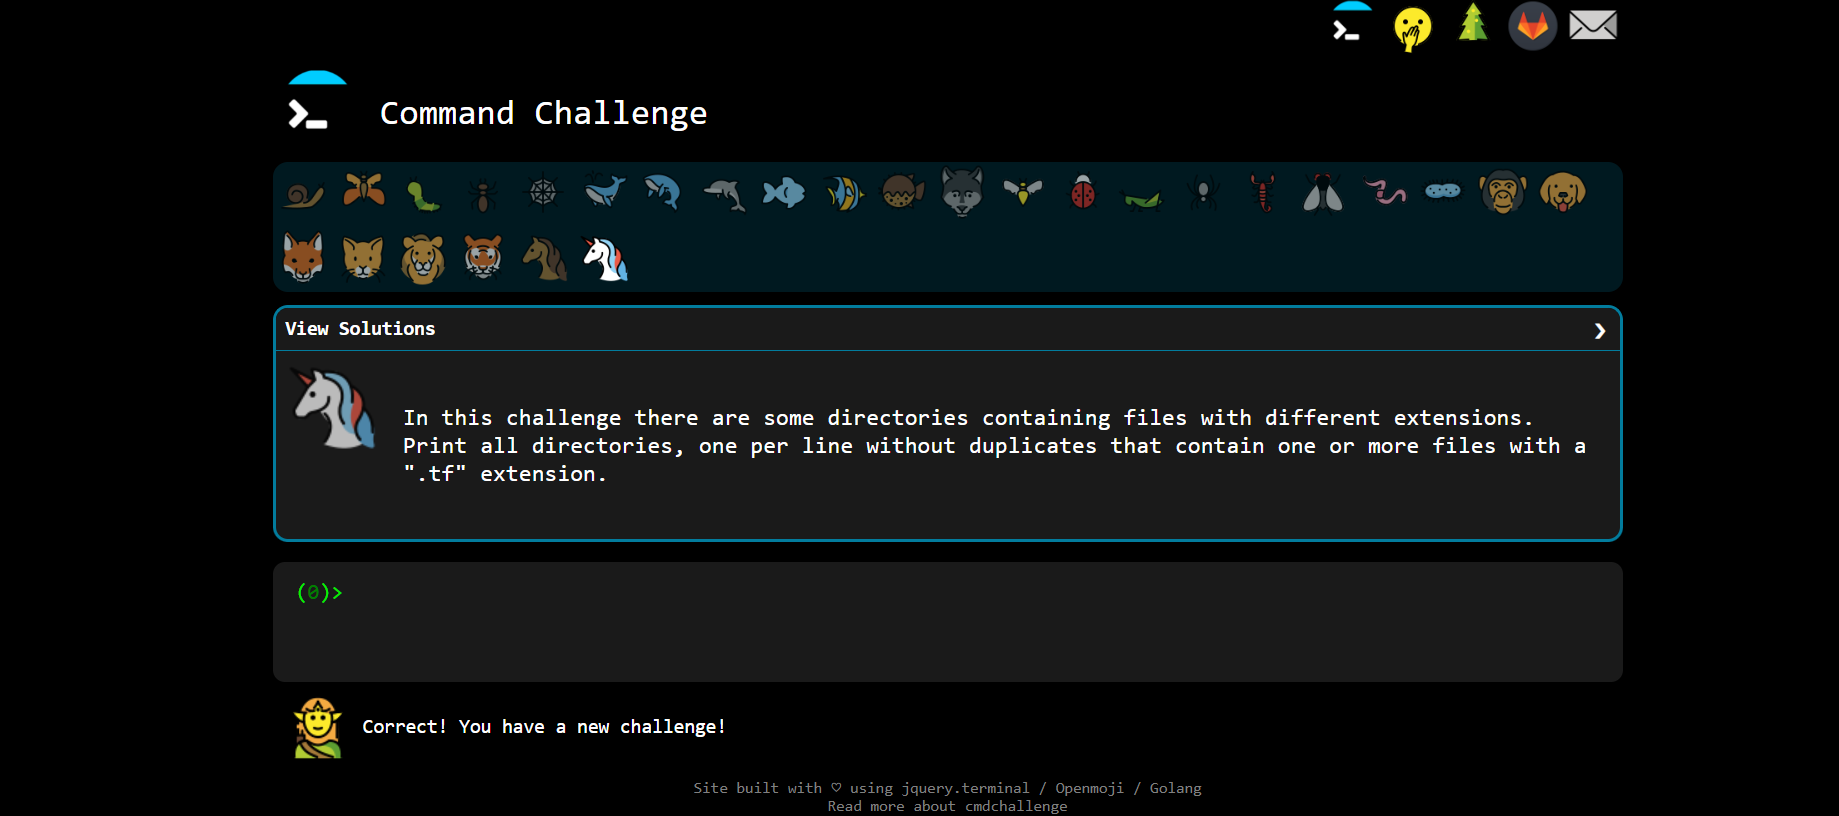 Command Challenge
View Solutions
In this challenge there are some directories containing files with different extensions.
Print all directories, one per line without duplicates that contain one or more files with a
".tf" extension.
(0)>
Correct! You have a new challenge!
Site built with ♡ using jquery.terminal / Openmoji / Golang
Read more about cmdchallenge